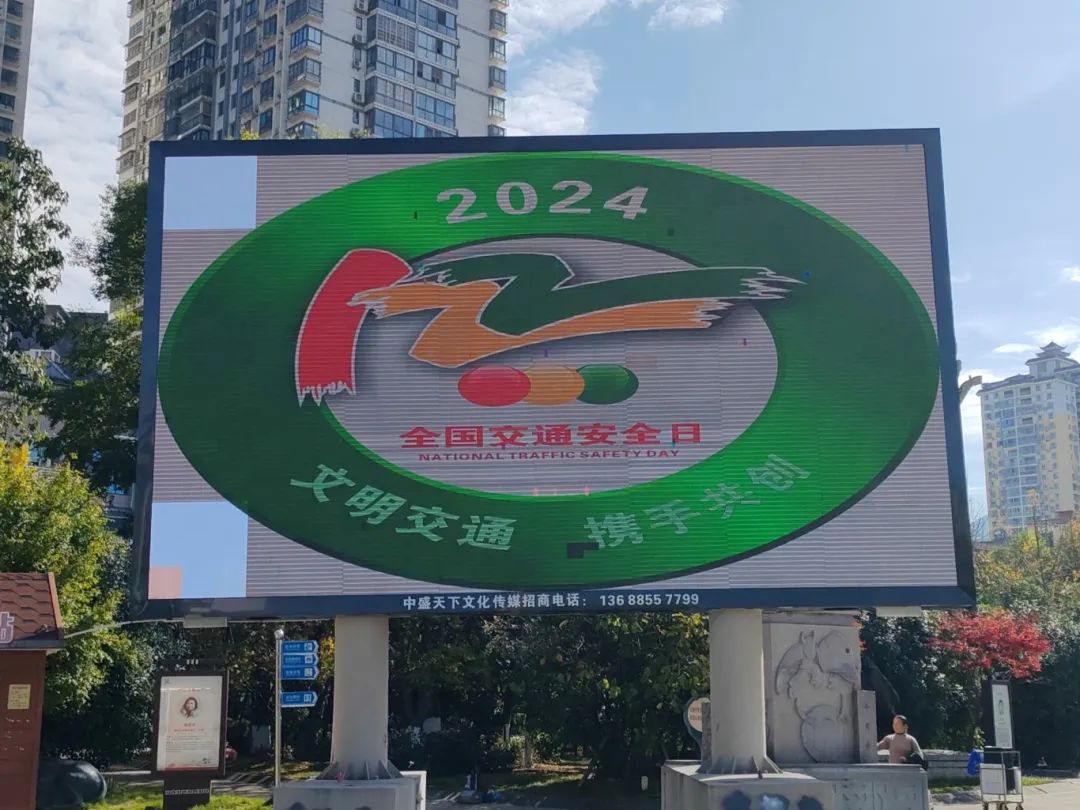 2024
全国交通安全日
NATIONAL TRAFFIC SAFETY DAY
文明交通 携手共创
中盛天下文化传媒招商电话：136 8855 7799
站